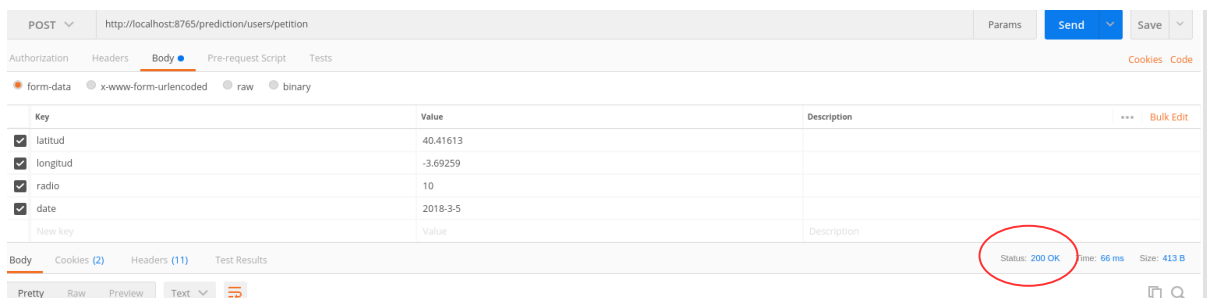 POST http://localhost:8765/prediction/users/petition Params Send Save
Authorization Headers Body Pre-request Script Tests Cookies Code
form-data x-www-form-urlencoded raw binary
Key Value Description ••• Bulk Edit
latitud 40.41613
longitud -3.69259
radio 10
date 2018-3-5
New key Value Description
Body Cookies (2) Headers (11) Test Results Status: 200 OK Time: 66 ms Size: 413 B
Pretty Raw Preview Text